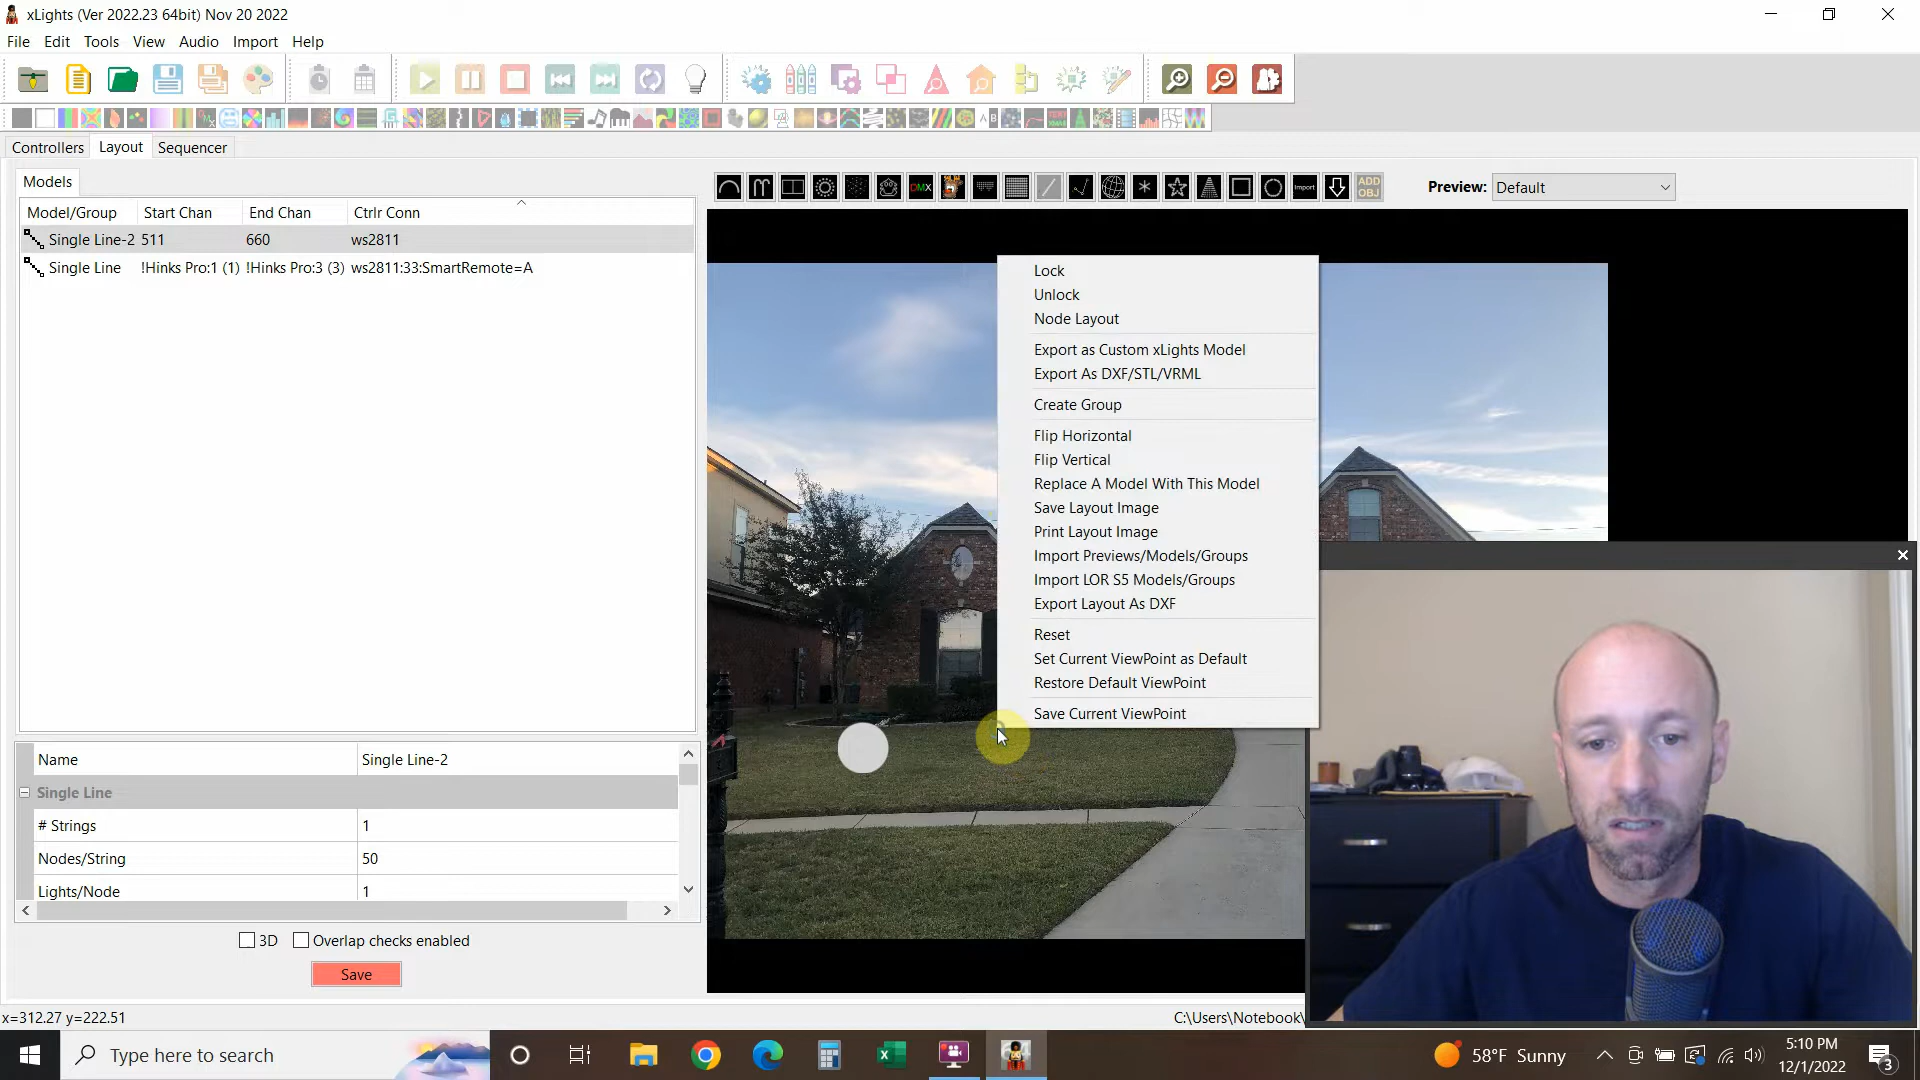 xLights (Ver 2022.23 64bit) Nov 20 2022
File Edit Tools View Audio Import Help
Controllers Layout Sequencer
Models
DMX
Import
ADD OBJ
Preview: Default
Model/Group Start Chan End Chan Ctrlr Conn
Single Line-2 511 660 ws2811
Single Line !Hinks Pro:1 (1) !Hinks Pro:3 (3) ws2811:33:SmartRemote=A
Lock
Unlock
Node Layout
Export as Custom xLights Model
Export As DXF/STL/VRML
Create Group
Flip Horizontal
Flip Vertical
Replace A Model With This Model
Save Layout Image
Print Layout Image
Import Previews/Models/Groups
Import LOR S5 Models/Groups
Export Layout As DXF
Reset
Set Current ViewPoint as Default
Restore Default ViewPoint
Save Current ViewPoint
Name Single Line-2
Single Line
# Strings 1
Nodes/String 50
Lights/Node 1
3D Overlap checks enabled
Save
x=312.27 y=222.51
C:\Users\Notebook\
Type here to search
58°F Sunny
5:10 PM
12/1/2022
3